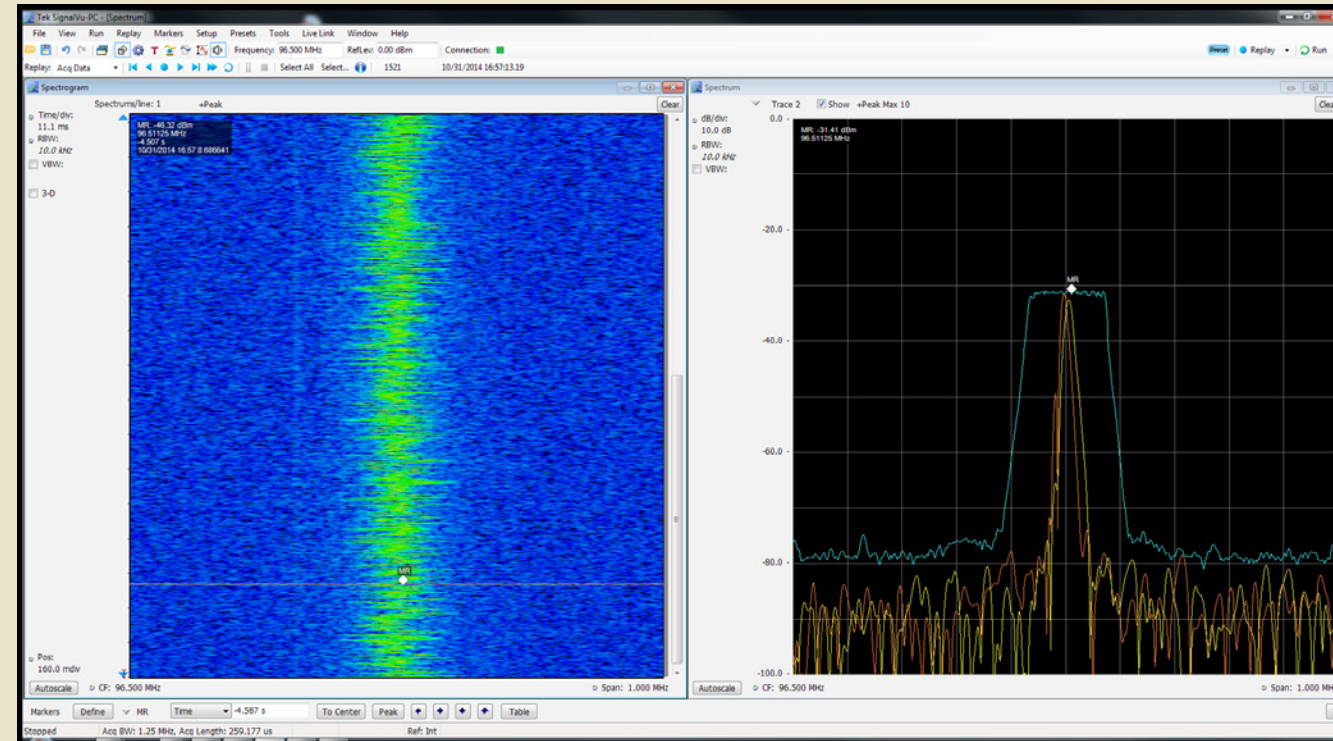 Tek SignalVu-PC - [Spectrum]
File View Run Replay Markers Setup Presets Tools Live Link Window Help
Frequency: 96.500 MHz RefLev: 0.00 dBm Connection: Preset Replay Run
Replay: Acq Data Select All Select... 1521 10/31/2014 16:57:13.19
Spectrogram
Spectrums/line: 1 +Peak Clear
Time/div:
11.1 ms
RBW:
10.0 kHz
VBW:
3-D
MR: -46.32 dBm
96.51125 MHz
-4.507 s
10/31/2014 16:57:8.686641
MR
Pos:
160.0 mdiv
Autoscale CF: 96.500 MHz Span: 1.000 MHz
Spectrum
Trace 2 Show +Peak Max 10 Clea
dB/div:
10.0 dB
RBW:
10.0 kHz
VBW:
0.0
MR: -31.41 dBm
96.51125 MHz
-20.0
MR
-40.0
-60.0
-80.0
-100.0
Autoscale CF: 96.500 MHz Span: 1.000 MH
Markers Define MR Time -4.587 s To Center Peak Table
Stopped Acq BW: 1.25 MHz, Acq Length: 259.177 us Ref: Int